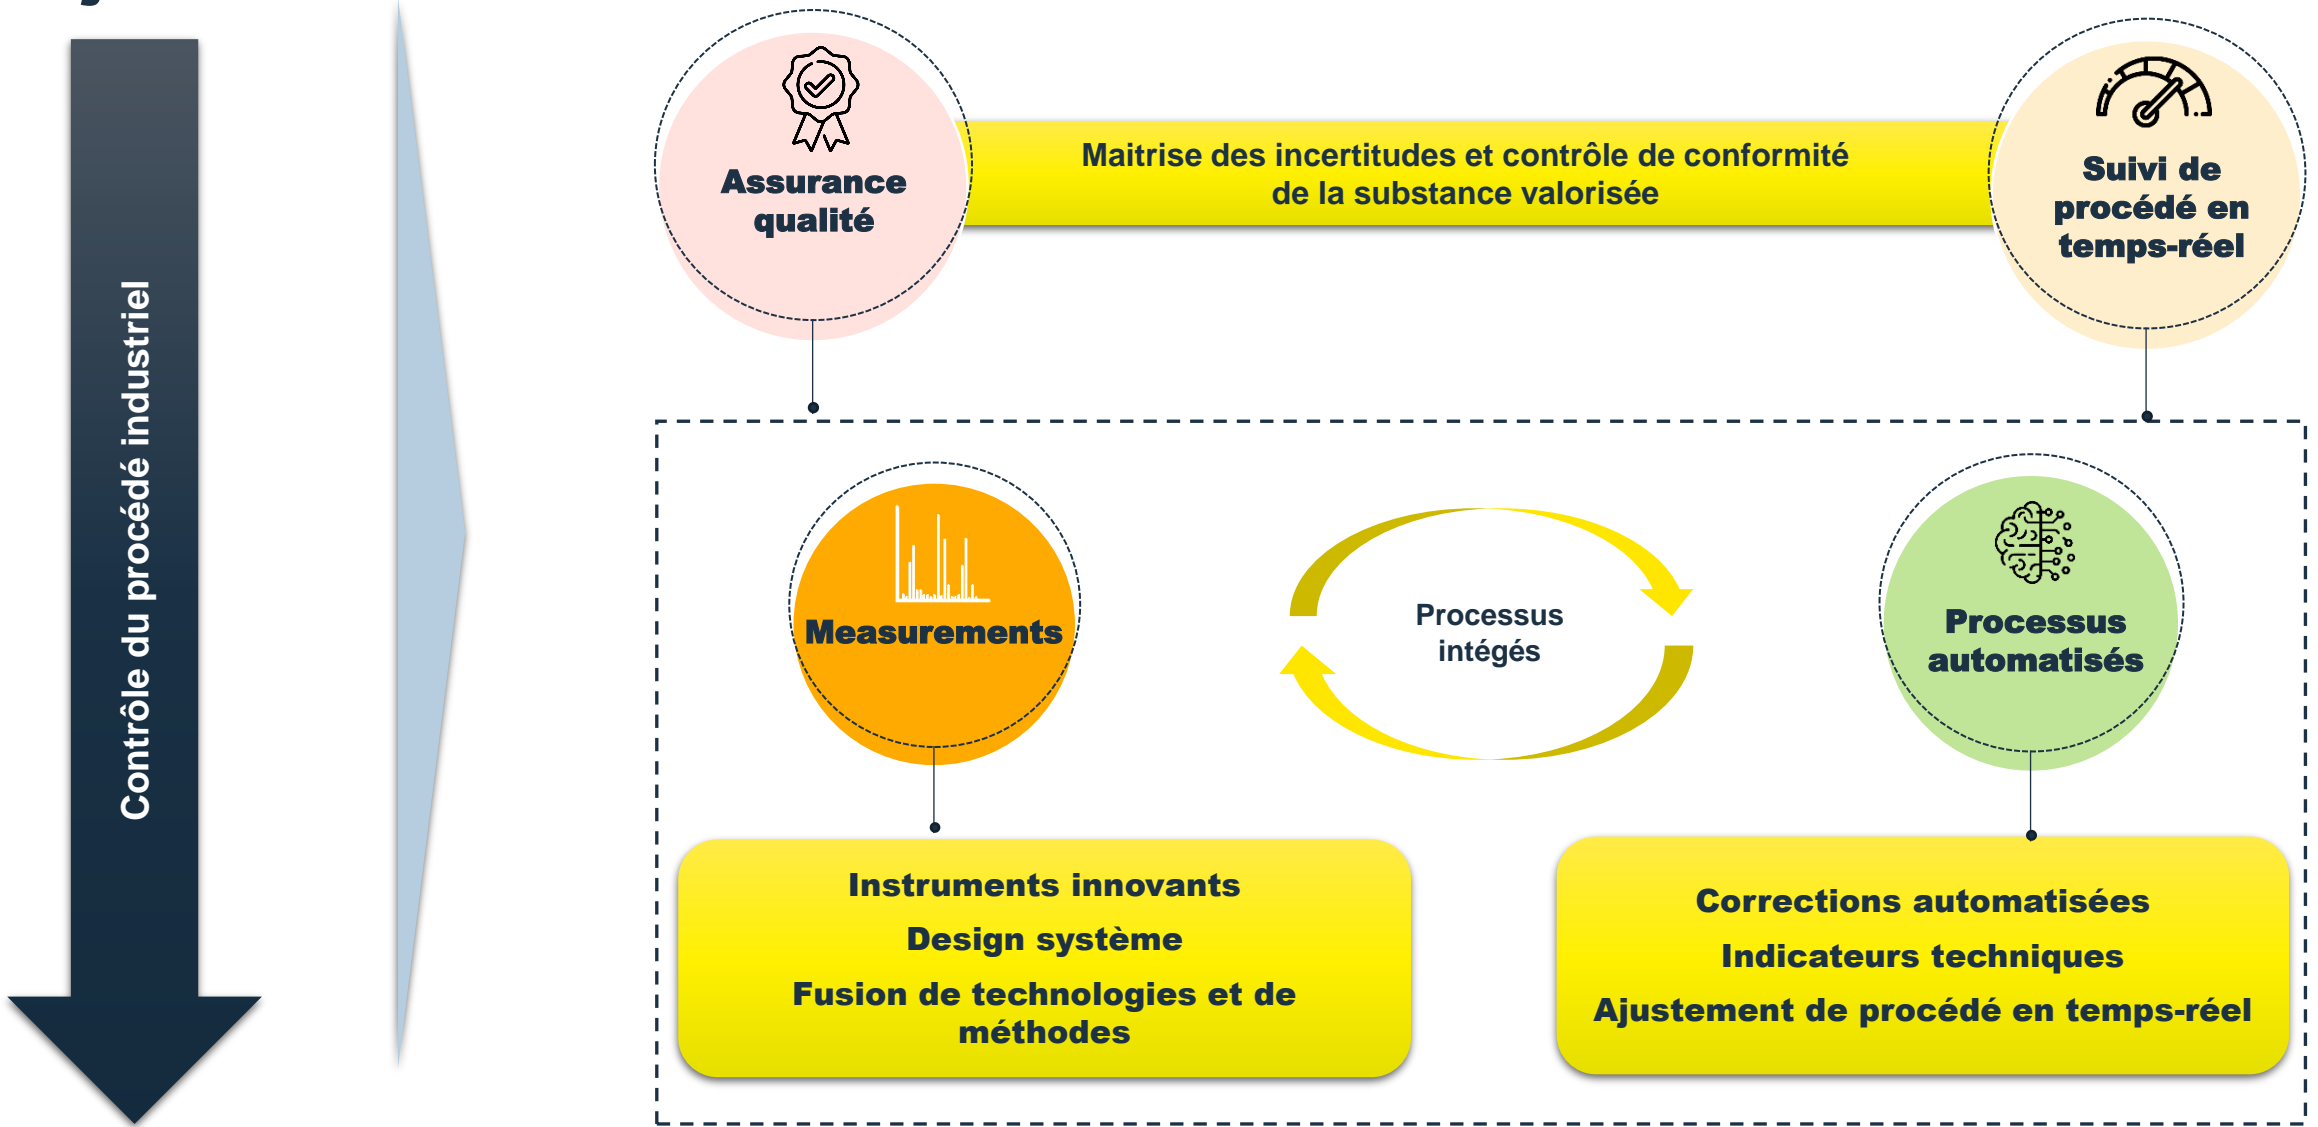 Contrôle du procédé industriel
Assurance
qualité
Maitrise des incertitudes et contrôle de conformité
de la substance valorisée
Suivi de
procédé en
temps-réel
Measurements
Processus
intégés
Processus
automatisés
Instruments innovants
Design système
Fusion de technologies et de
méthodes
Corrections automatisées
Indicateurs techniques
Ajustement de procédé en temps-réel